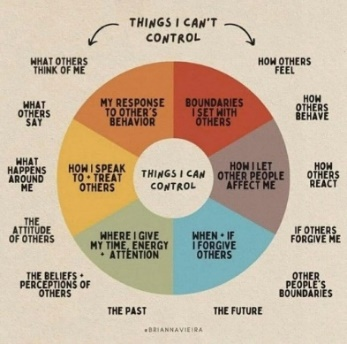 THINGS I CAN'T
CONTROL
WHAT OTHERS
THINK OF ME
HOW OTHERS
FEEL
WHAT
OTHERS
SAY
HOW
OTHERS
BEHAVE
WHAT
HAPPENS
AROUND
ME
HOW
OTHERS
REACT
THE
ATTITUDE
OF OTHERS
IF OTHERS
FORGIVE ME
THE BELIEFS +
PERCEPTIONS OF
OTHERS
OTHER
PEOPLE'S
BOUNDARIES
THE PAST
THE FUTURE
MY RESPONSE
TO OTHER'S
BEHAVIOR
BOUNDARIES
I SET WITH
OTHERS
HOW I SPEAK
TO + TREAT
OTHERS
THINGS I CAN
CONTROL
HOW I LET
OTHER PEOPLE
AFFECT ME
WHERE I GIVE
MY TIME, ENERGY
+ ATTENTION
WHEN + IF
I FORGIVE
OTHERS
@BRIANNAVIEIRA